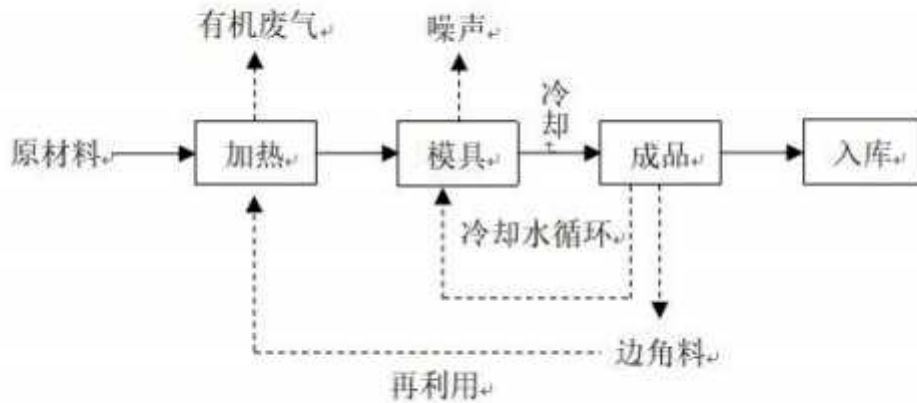 有机废气
噪声
冷却
原材料
加热
模具
成品
入库
冷却水循环
边角料
再利用